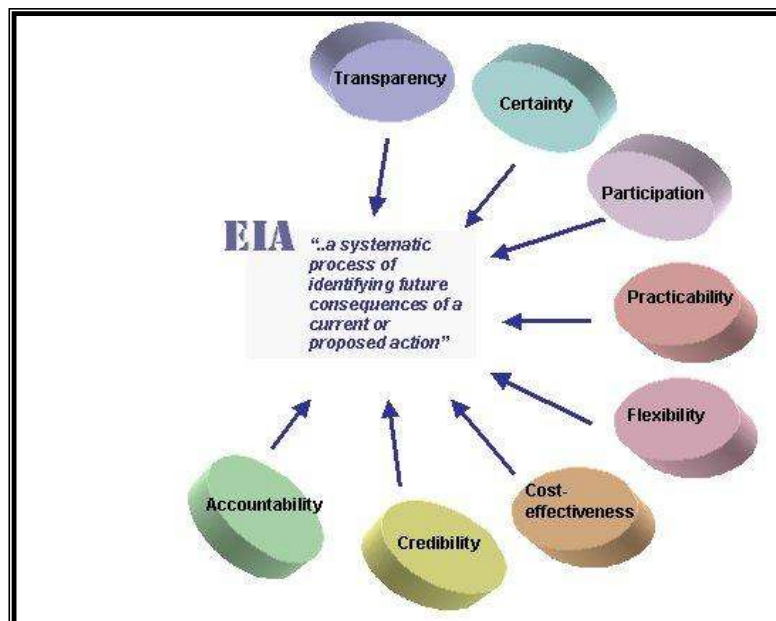 Transparency
Certainty
Participation
EIA
“..a systematic
process of
identifying future
consequences of a
current or
proposed action”
Practicability
Flexibility
Cost-
effectiveness
Accountability
Credibility